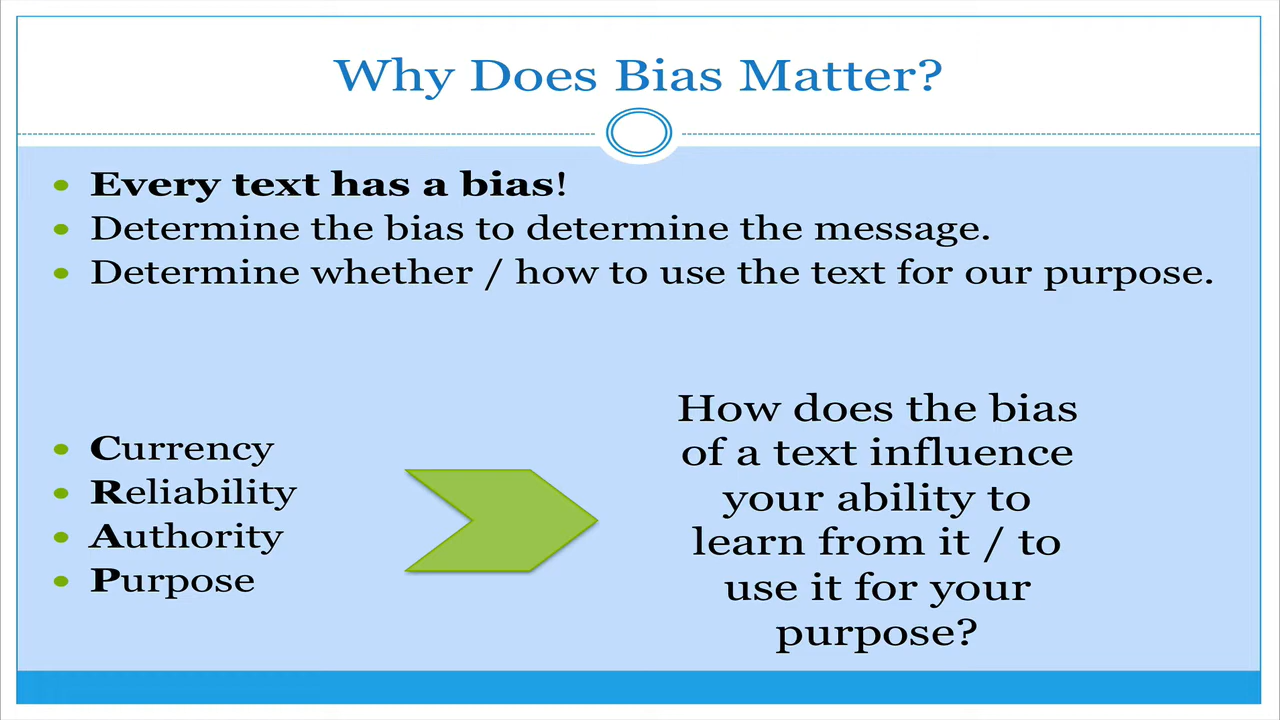 Why Does Bias Matter?
Every text has a bias!
Determine the bias to determine the message.
Determine whether / how to use the text for our purpose.
Currency
Reliability
Authority
Purpose
How does the bias
of a text influence
your ability to
learn from it / to
use it for your
purpose?